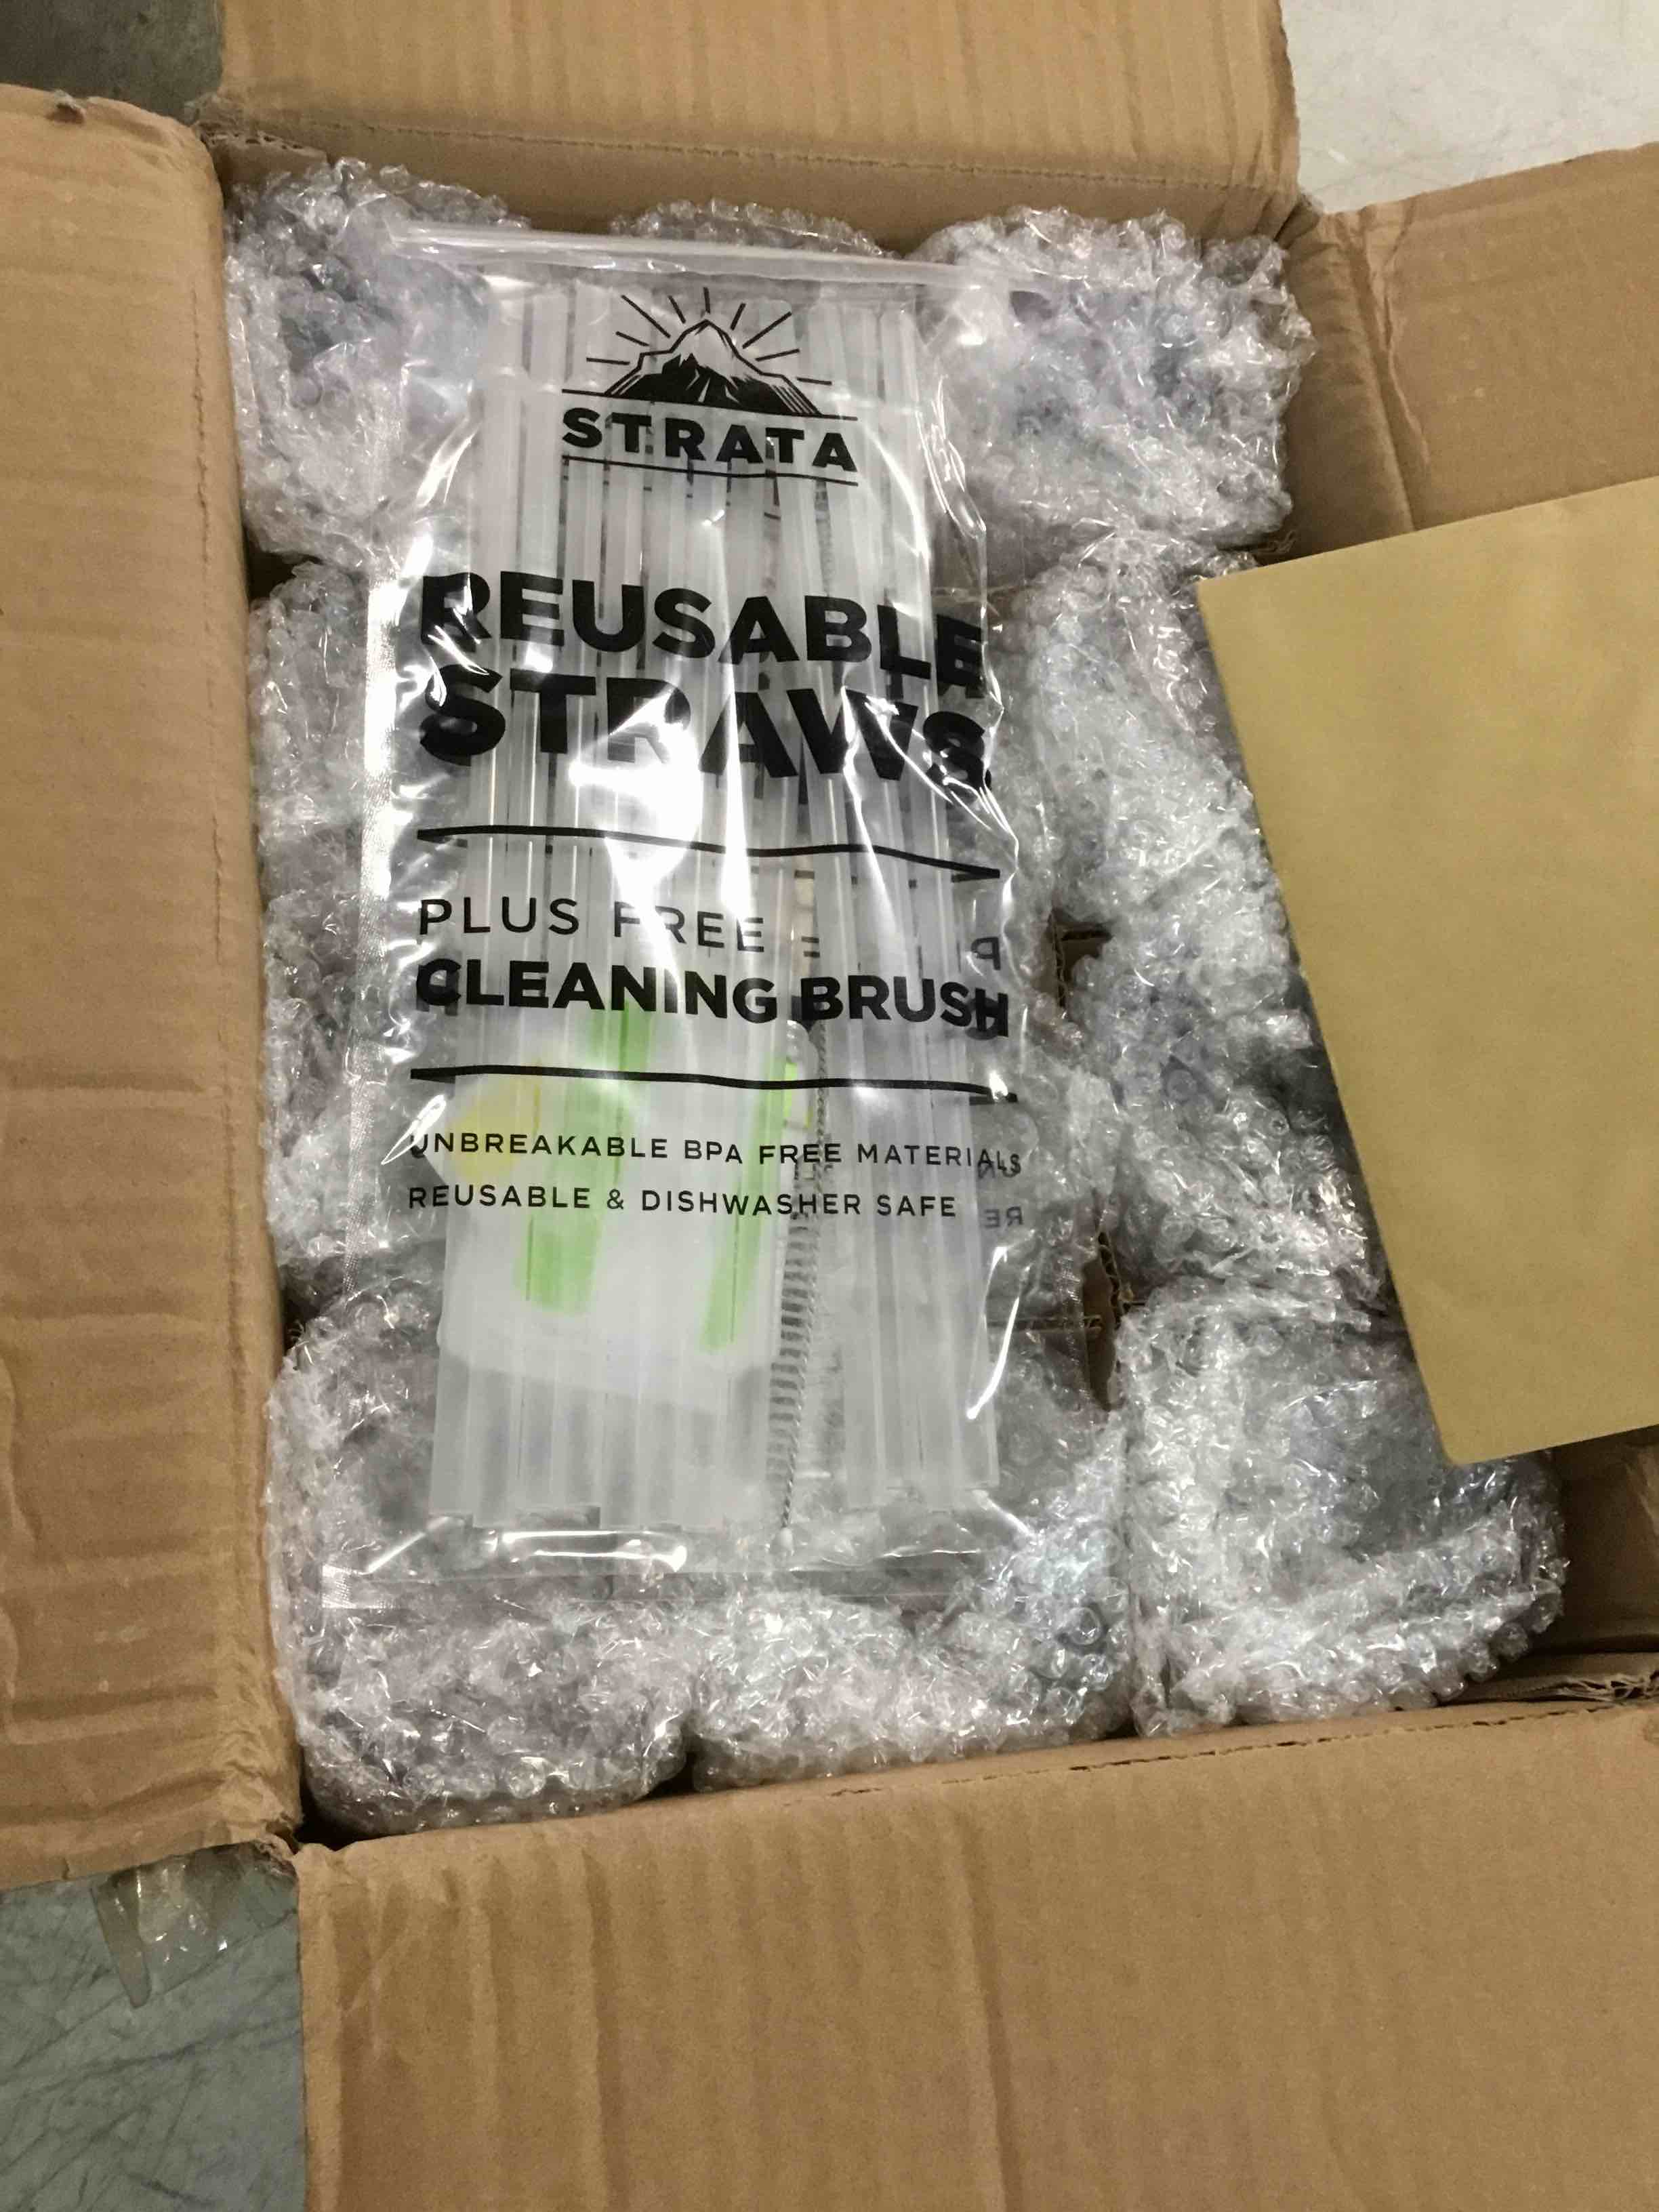 STRATA
REUSABLE
STRAWS
PLUS FREE
CLEANING BRUSH
UNBREAKABLE BPA FREE MATERIALS
REUSABLE & DISHWASHER SAFE